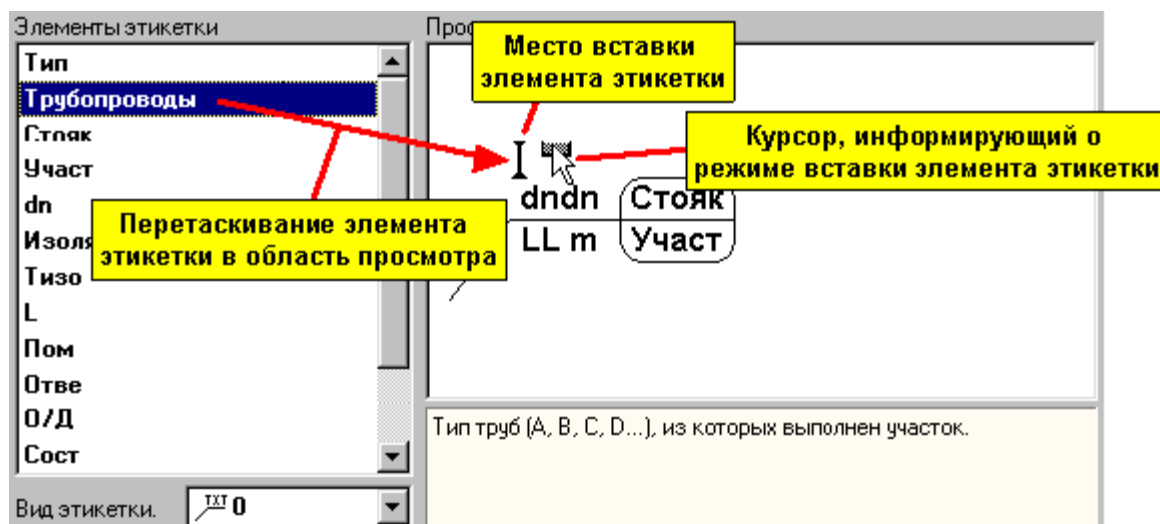 Элементы этикетки
Тип
Трубопроводы
Стояк
Участ
dn
Тизо
L
Пом
Отве
О/Д
Сост
Вид этикетки.
TXT 0
Место вставки
элемента этикетки
Курсор, информирующий о
режиме вставки элемента этикетки
Перетаскивание элемента
этикетки в область просмотра
dndn Стояк
LL m Участ
Тип труб (A, B, C, D...), из которых выполнен участок.